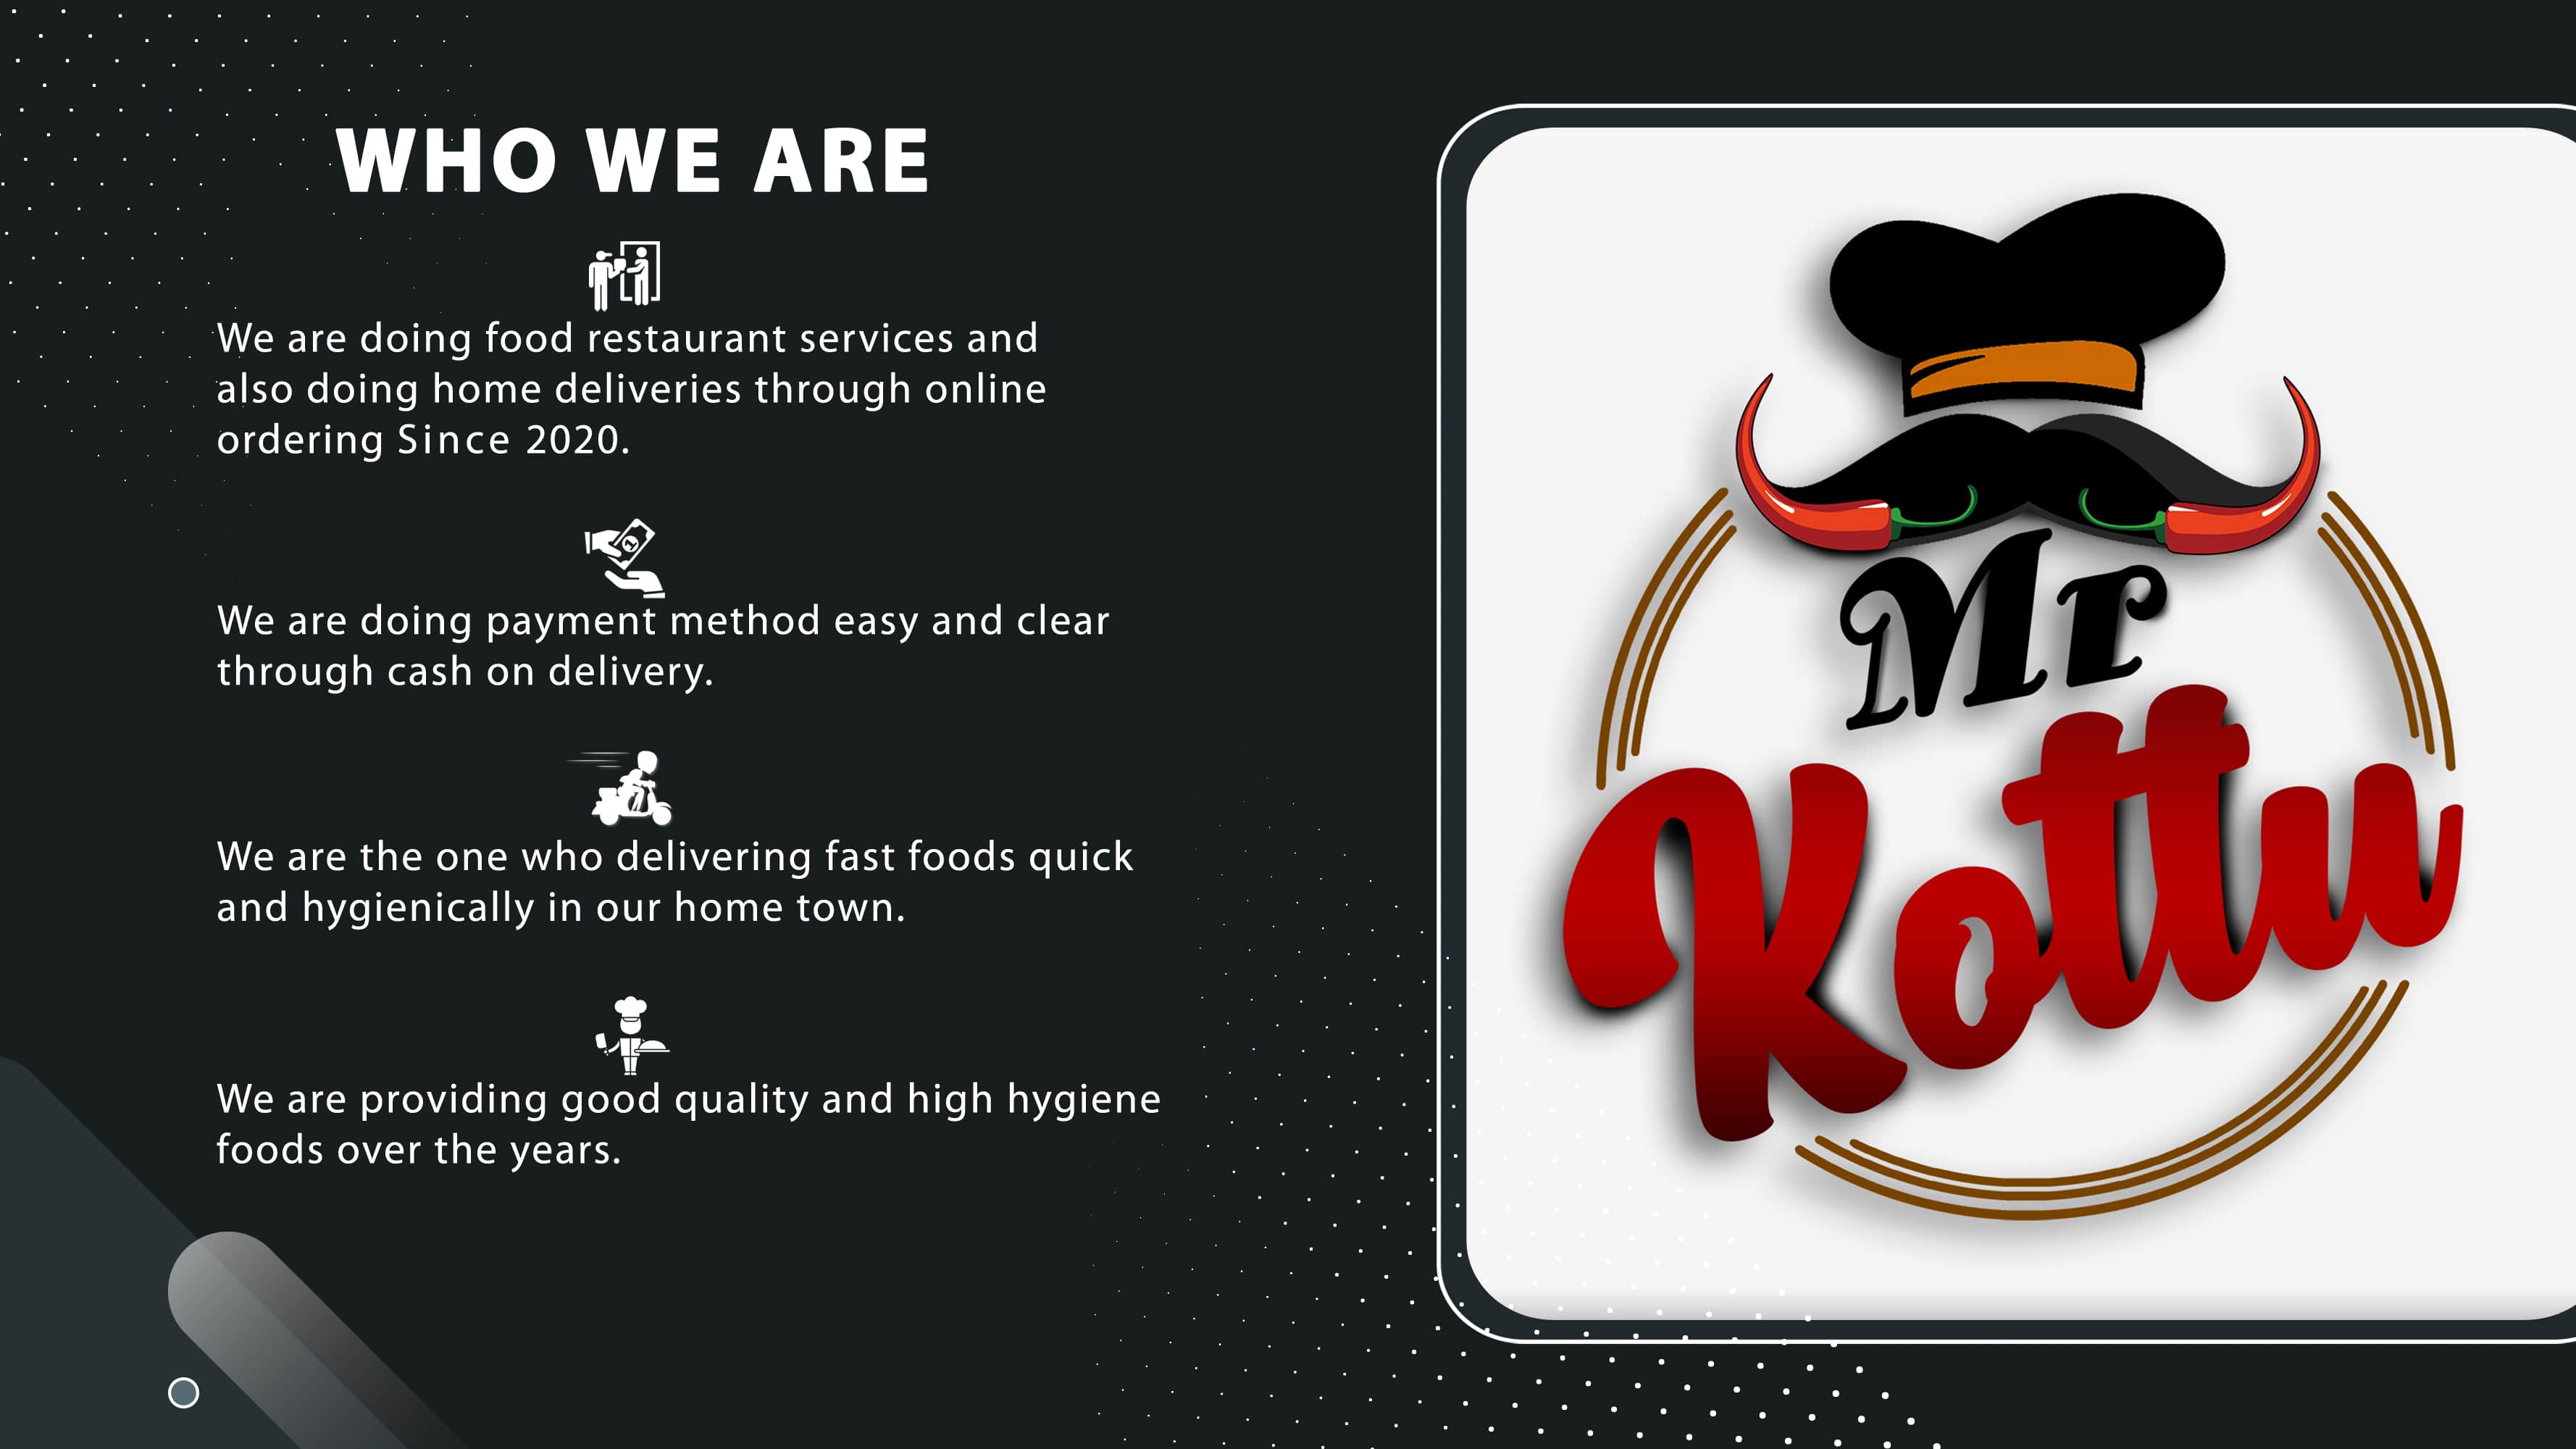 WHO WE ARE
We are doing food restaurant services and
also doing home deliveries through online
ordering Since 2020.
We are doing payment method easy and clear
through cash on delivery.
We are the one who delivering fast foods quick
and hygienically in our home town.
We are providing good quality and high hygiene
foods over the years.
Mr
Kottu